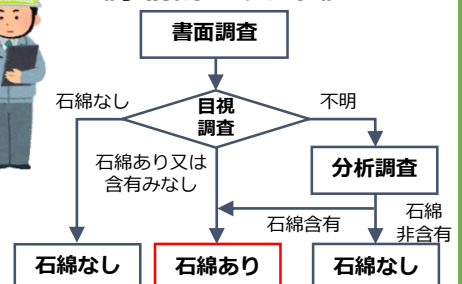 書面調査
石綿なし
目視
調査
不明
石綿あり又は
含有みなし
分析調査
石綿含有
石綿
非含有
石綿なし
石綿あり
石綿なし